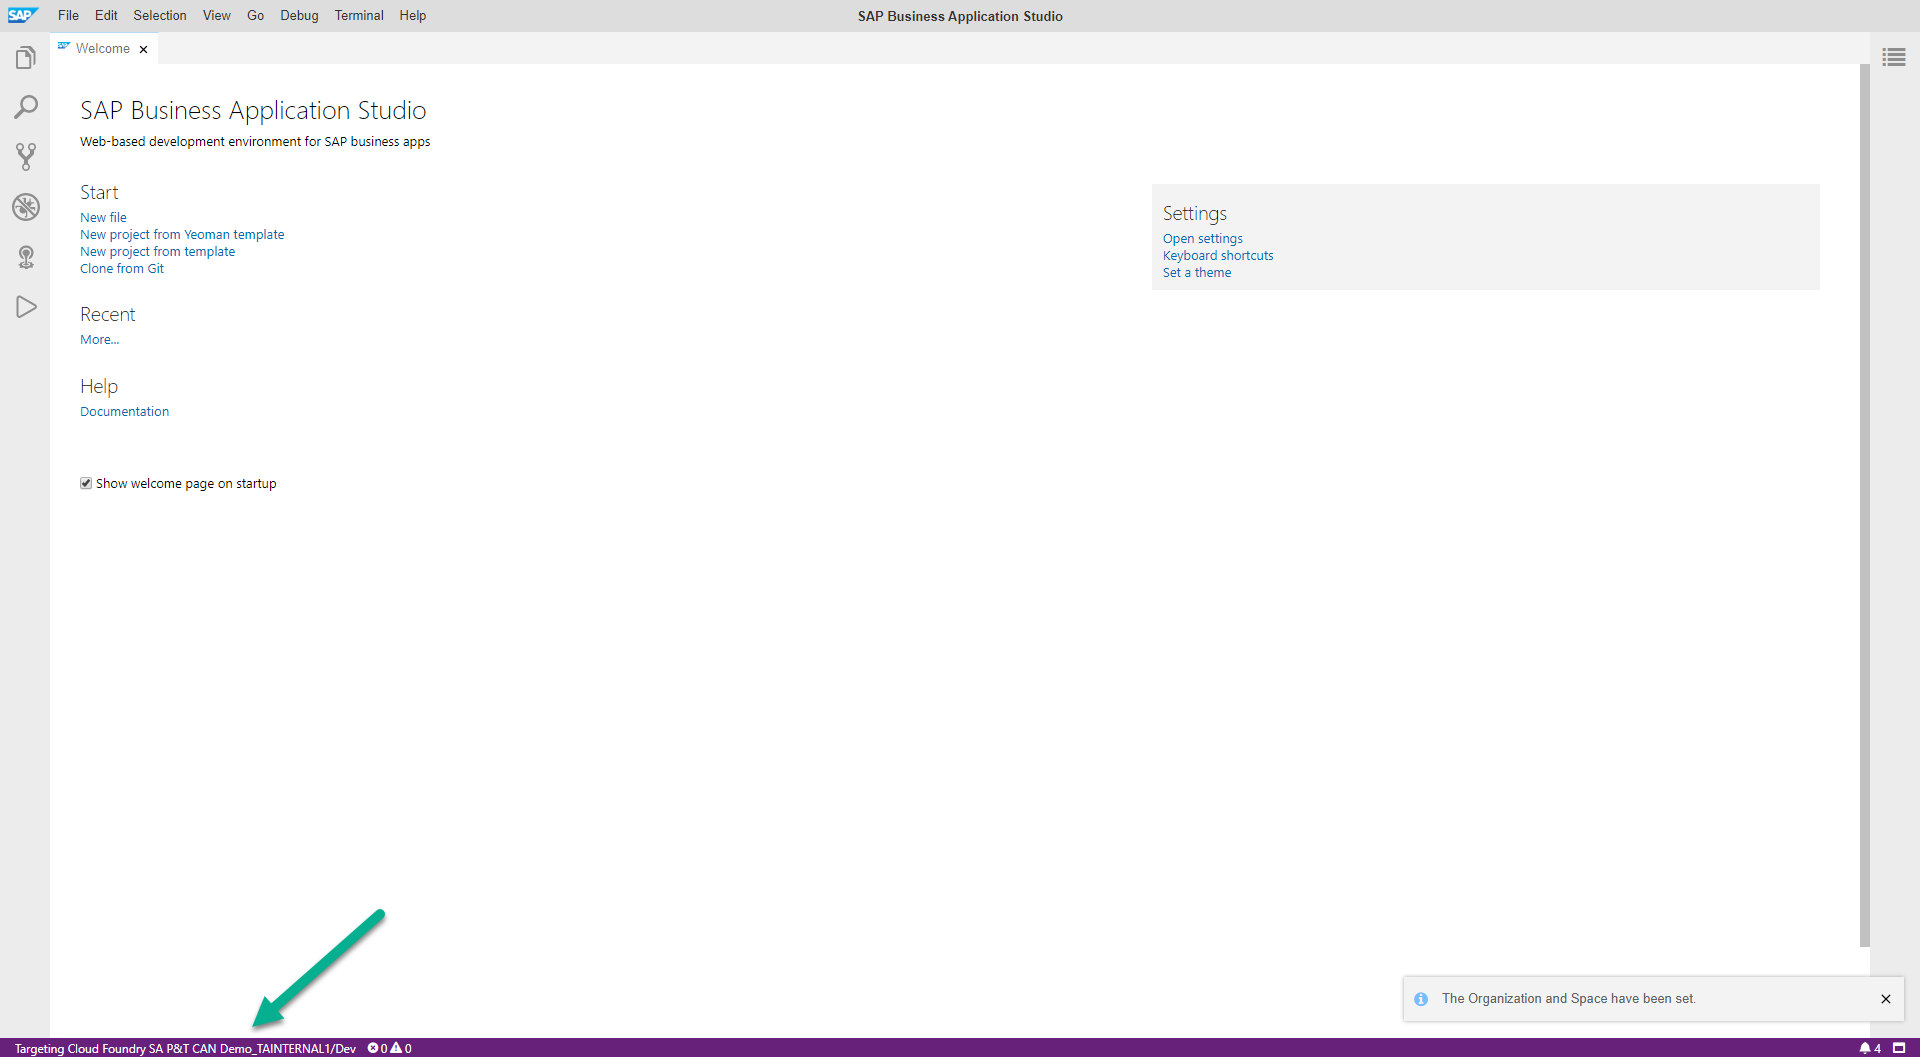 SAP File Edit Selection View Go Debug Terminal Help SAP Business Application Studio
SAP Welcome
SAP Business Application Studio
Web-based development environment for SAP business apps
Start
New file
New project from Yeoman template
New project from template
Clone from Git
Recent
More...
Help
Documentation
Show welcome page on startup
Settings
Open settings
Keyboard shortcuts
Set a theme
The Organization and Space have been set.
Targeting Cloud Foundry SA P&T CAN Demo_TAINTERNAL1/Dev 0 0 4